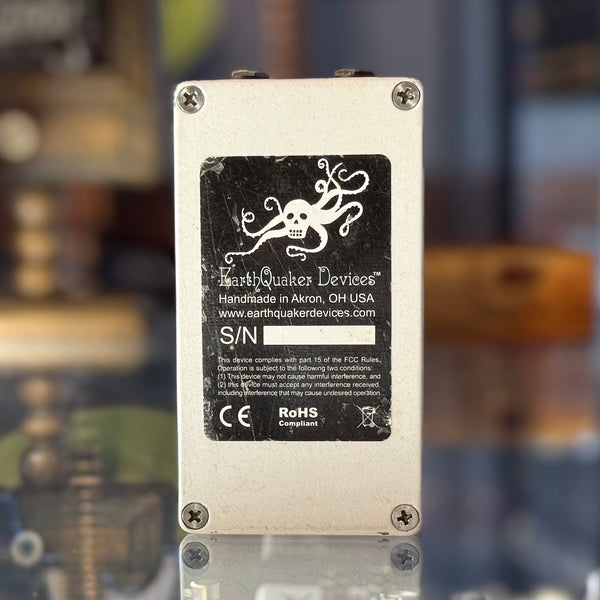 EarthQuaker Devices™
Handmade in Akron, OH USA
www.earthquakerdevices.com
S/N
This device complies with part 15 of the FCC Rules,
Operation is subject to the following two conditions:
(1) This device may not cause harmful interference, and
(2) this device must accept any interference received,
including interference that may cause undesired operation.
CE RoHS
Compliant